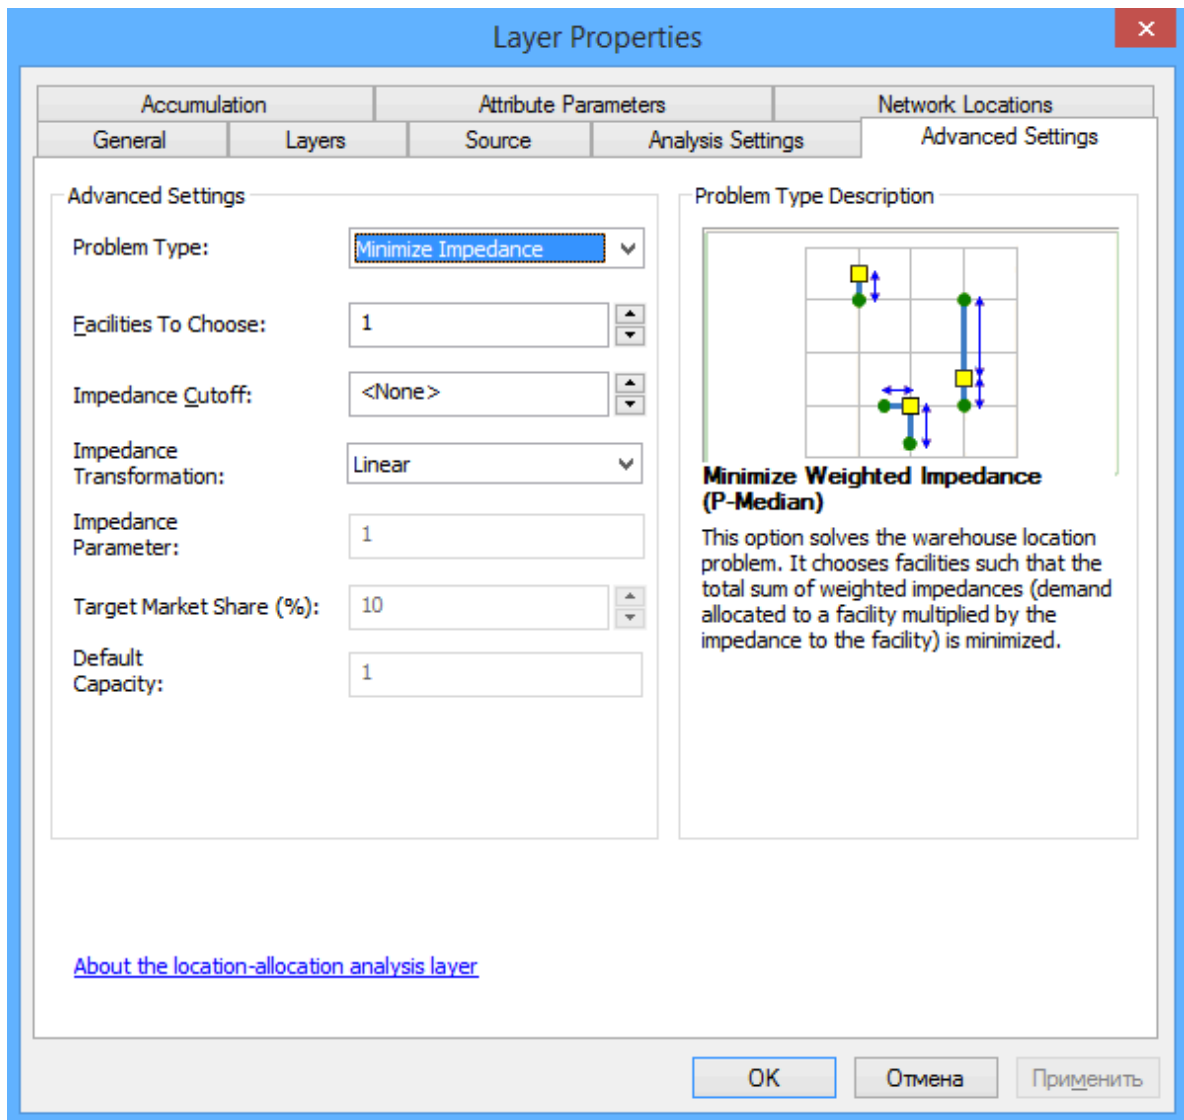 Layer Properties
Accumulation
Attribute Parameters
Network Locations
General
Layers
Source
Analysis Settings
Advanced Settings
Advanced Settings
Problem Type:
Minimize Impedance
Facilities To Choose:
1
Impedance Cutoff:
<None>
Impedance
Transformation:
Linear
Impedance
Parameter:
1
Target Market Share (%):
10
Default
Capacity:
1
Problem Type Description
Minimize Weighted Impedance
(P-Median)
This option solves the warehouse location
problem. It chooses facilities such that the
total sum of weighted impedances (demand
allocated to a facility multiplied by the
impedance to the facility) is minimized.
About the location-allocation analysis layer
OK
Отмена
Применить